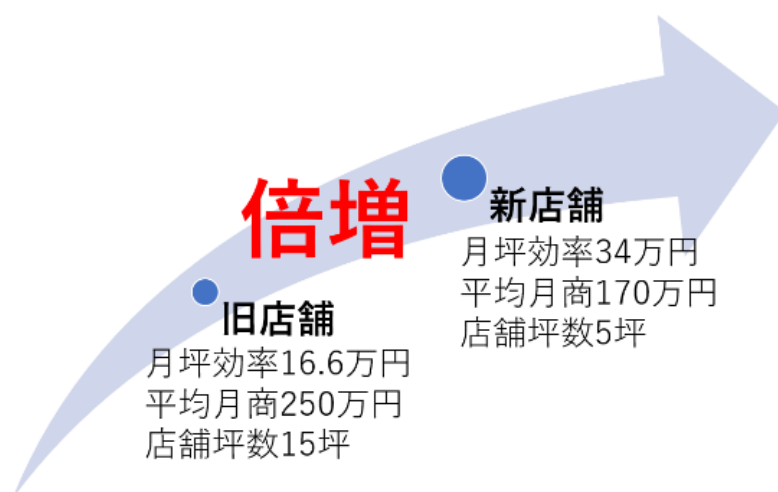 倍増
新店舗
月坪効率34万円
平均月商170万円
店舗坪数5坪
旧店舗
月坪効率16.6万円
平均月商250万円
店舗坪数15坪